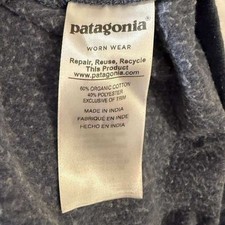 patagonia®
WORN WEAR
Repair, Reuse, Recycle
This Product
www.patagonia.com
60% ORGANIC COTTON
40% POLYESTER
EXCLUSIVE OF TRIM
MADE IN INDIA
FABRIQUE EN INDE
HECHO EN INDIA